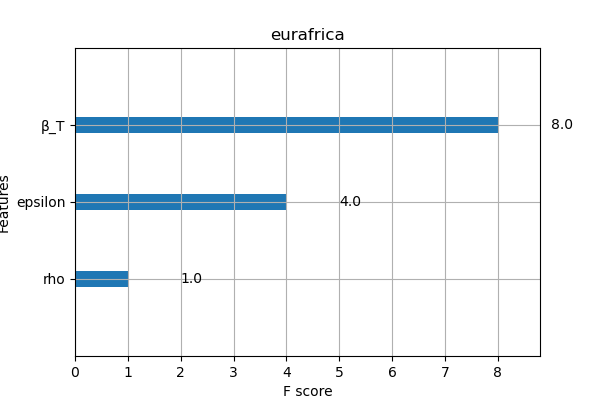 eurafrica
β_T
8.0
epsilon
4.0
rho
1.0
0 1 2 3 4 5 6 7 8
F score
Features